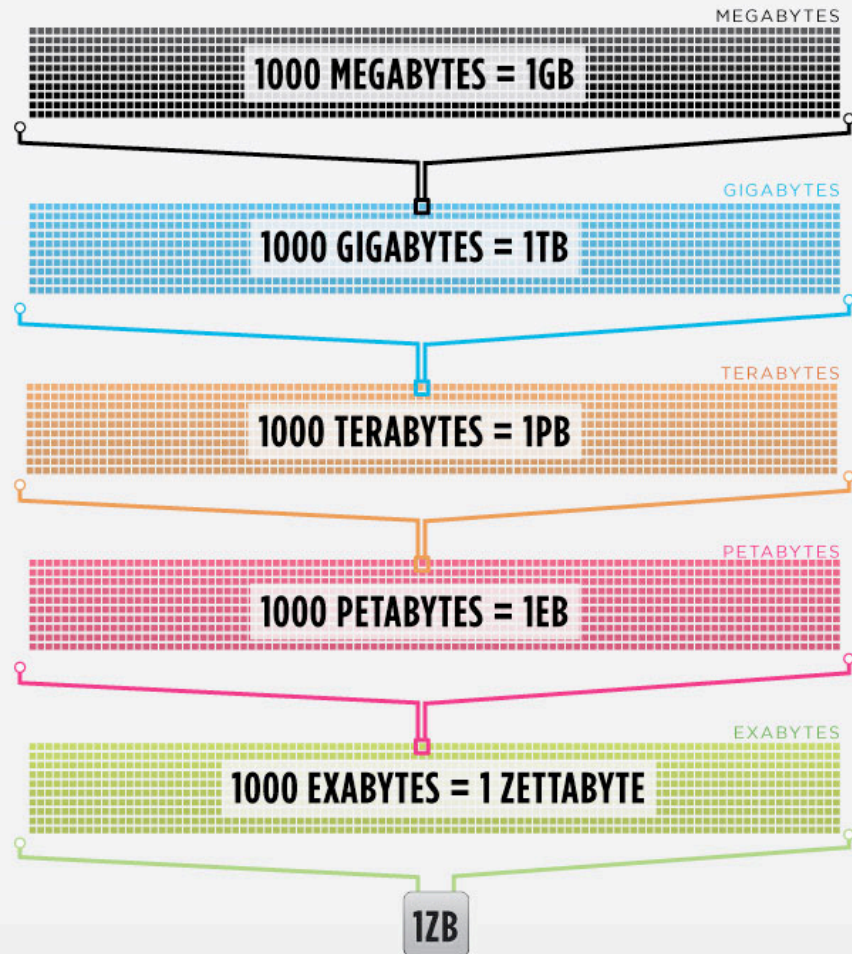 MEGABYTES
1000 MEGABYTES = 1GB
GIGABYTES
1000 GIGABYTES = 1TB
TERABYTES
1000 TERABYTES = 1PB
PETABYTES
1000 PETABYTES = 1EB
EXABYTES
1000 EXABYTES = 1 ZETTABYTE
1ZB